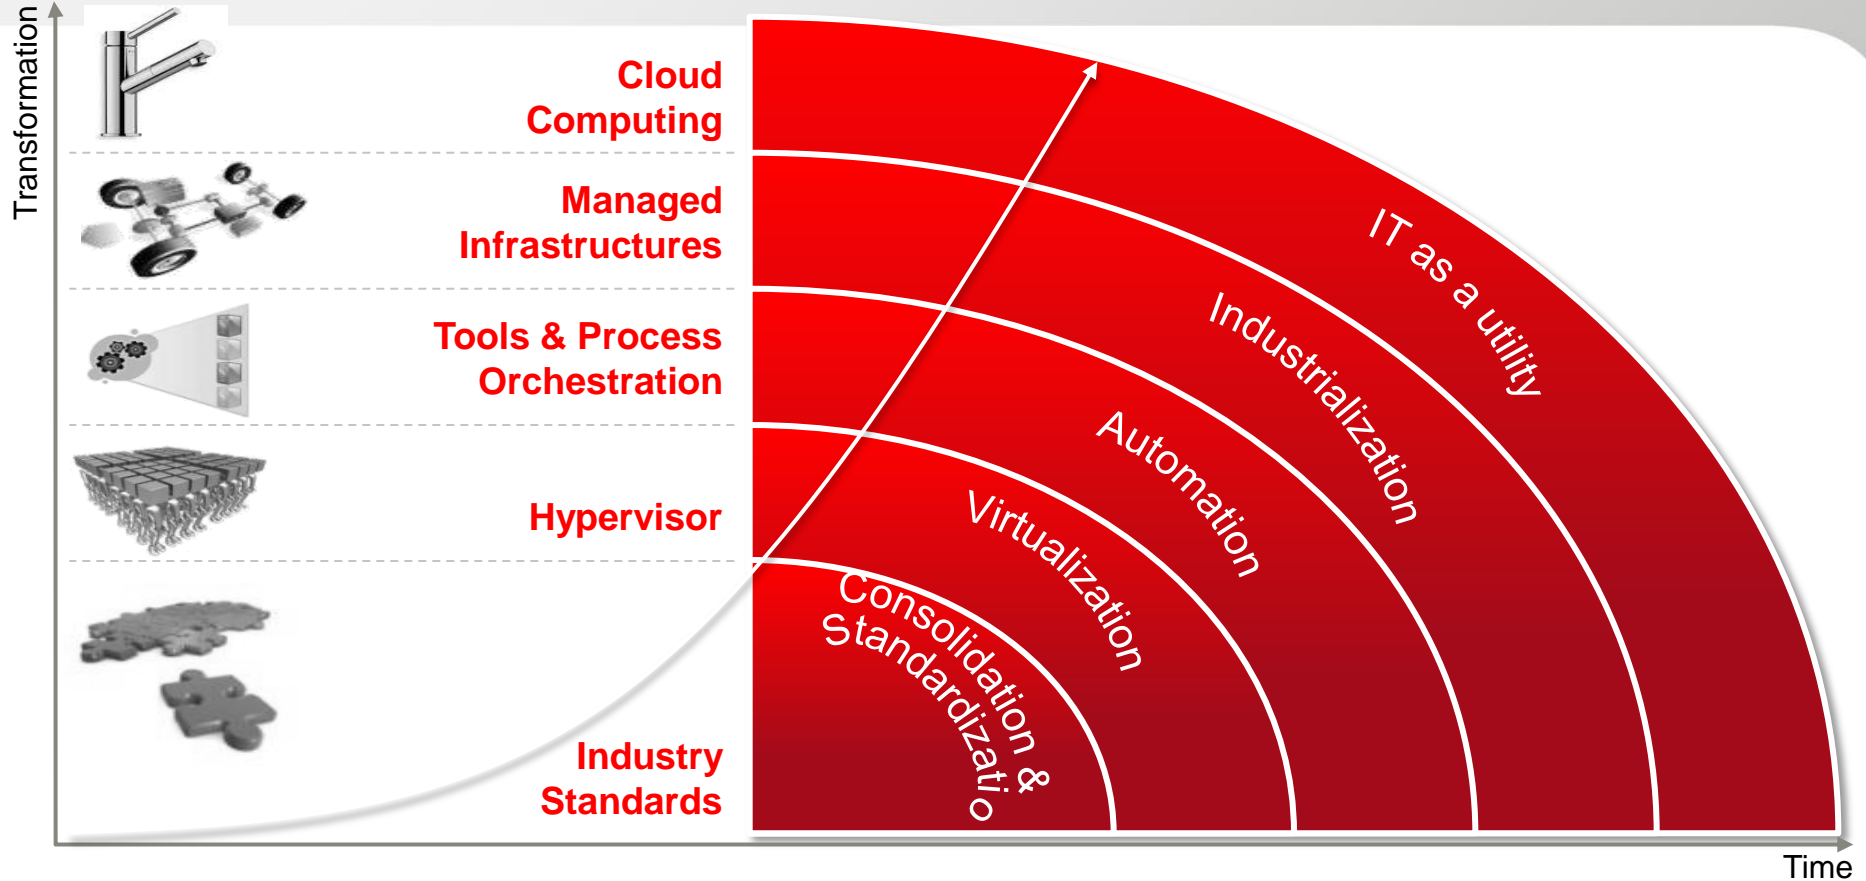 Transformation
Cloud
Computing
Managed
Infrastructures
Tools & Process
Orchestration
Hypervisor
Industry
Standards
IT as a utility
Industrialization
Automation
Virtualization
Consolidation &
Standardizatio
Time